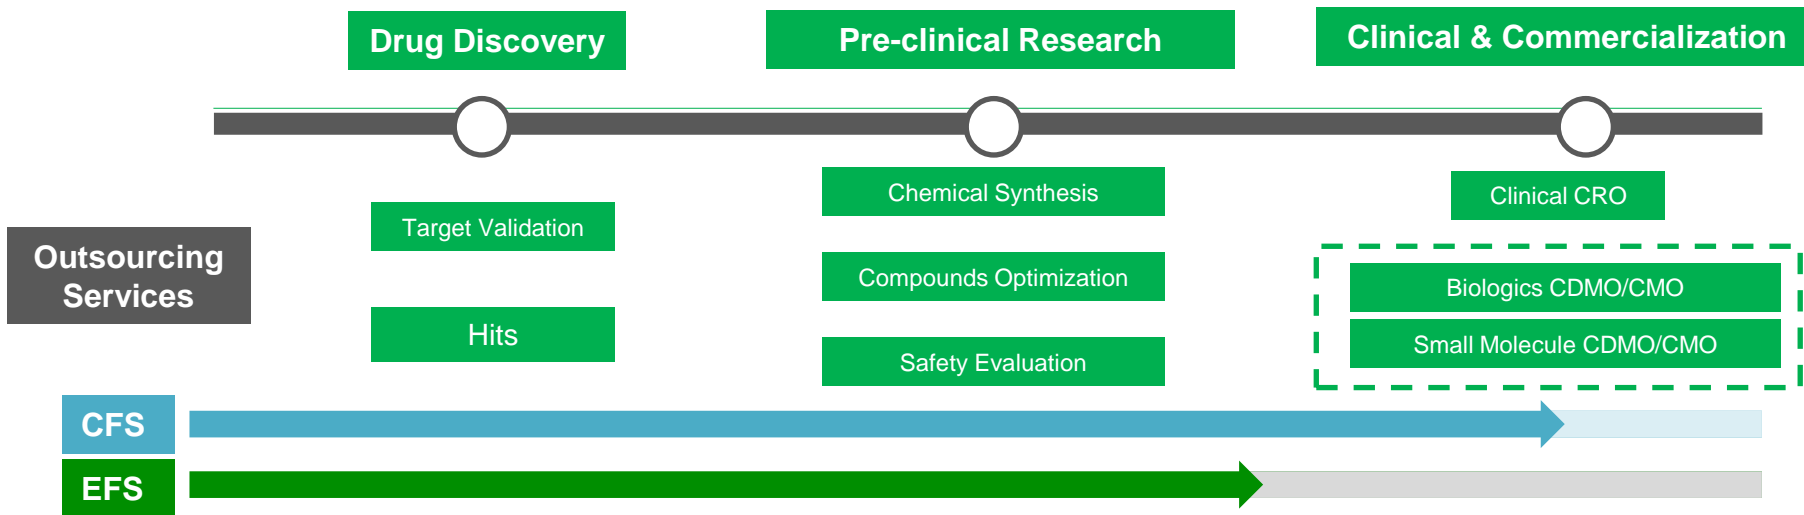 Drug Discovery
Pre-clinical Research
Clinical & Commercialization
Outsourcing
Services
Target Validation
Hits
Chemical Synthesis
Compounds Optimization
Safety Evaluation
Clinical CRO
Biologics CDMO/CMO
Small Molecule CDMO/CMO
CFS
EFS